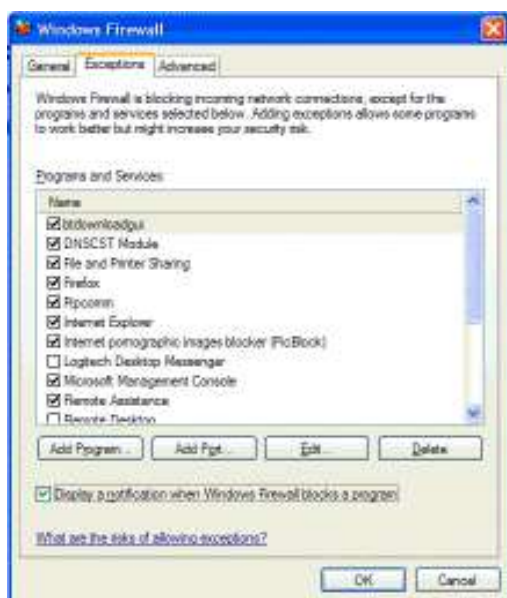 Windows Firewall
General Exceptions Advanced
Windows Firewall is blocking incoming network connections, except for the
programs and services selected below. Adding exceptions allows some programs
to work better but might increase your security risk.
Programs and Services:
Name
btdownloadgui
DNSCST Module
File and Printer Sharing
Firefox
Internet Explorer
Internet pornographic images blocker (PicBlock)
Logitech Desktop Messenger
Microsoft Management Console
Remote Assistance
Remote Desktop
Add Program... Add Port... Edit... Delete
Display a notification when Windows Firewall blocks a program
What are the risks of allowing exceptions?
OK Cancel